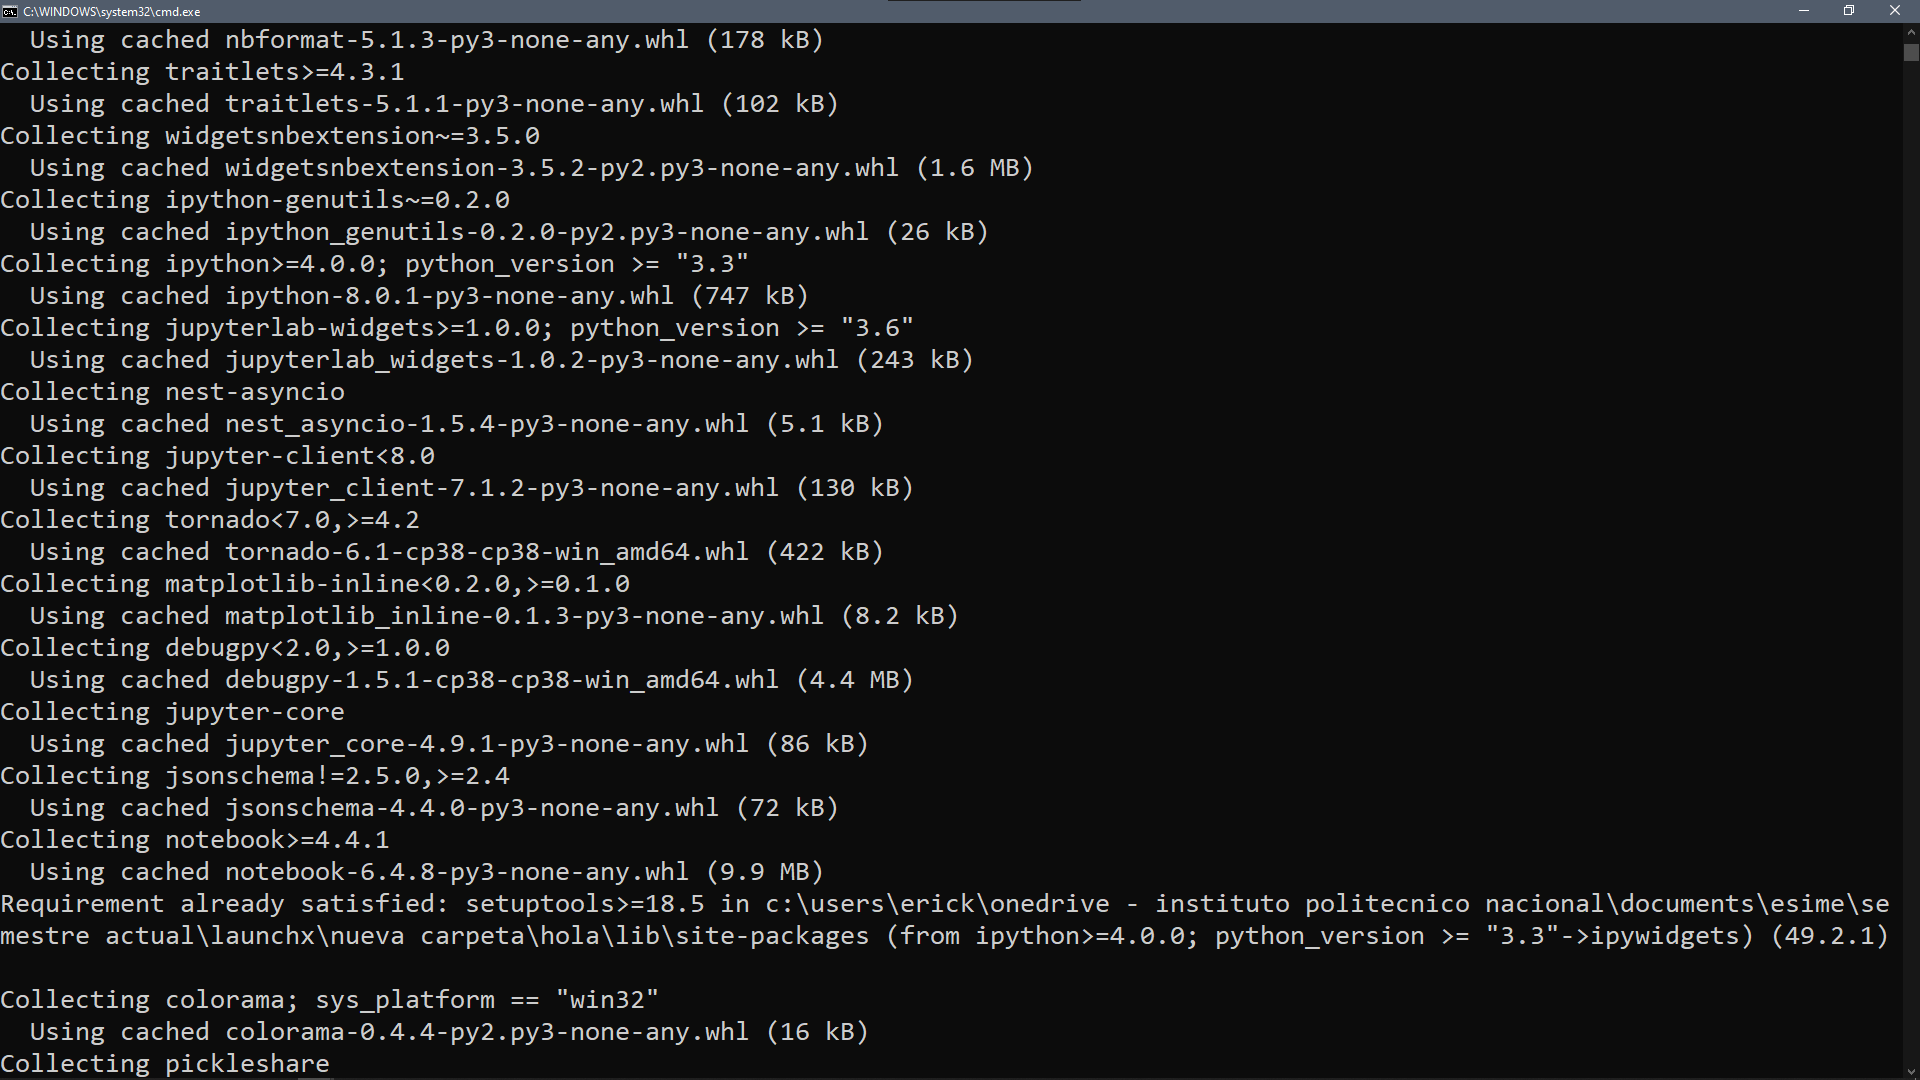 C:\WINDOWS\system32\cmd.exe
  Using cached nbformat-5.1.3-py3-none-any.whl (178 kB)
Collecting traitlets>=4.3.1
  Using cached traitlets-5.1.1-py3-none-any.whl (102 kB)
Collecting widgetsnbextension~=3.5.0
  Using cached widgetsnbextension-3.5.2-py2.py3-none-any.whl (1.6 MB)
Collecting ipython-genutils~=0.2.0
  Using cached ipython_genutils-0.2.0-py2.py3-none-any.whl (26 kB)
Collecting ipython>=4.0.0; python_version >= "3.3"
  Using cached ipython-8.0.1-py3-none-any.whl (747 kB)
Collecting jupyterlab-widgets>=1.0.0; python_version >= "3.6"
  Using cached jupyterlab_widgets-1.0.2-py3-none-any.whl (243 kB)
Collecting nest-asyncio
  Using cached nest_asyncio-1.5.4-py3-none-any.whl (5.1 kB)
Collecting jupyter-client<8.0
  Using cached jupyter_client-7.1.2-py3-none-any.whl (130 kB)
Collecting tornado<7.0,>=4.2
  Using cached tornado-6.1-cp38-cp38-win_amd64.whl (422 kB)
Collecting matplotlib-inline<0.2.0,>=0.1.0
  Using cached matplotlib_inline-0.1.3-py3-none-any.whl (8.2 kB)
Collecting debugpy<2.0,>=1.0.0
  Using cached debugpy-1.5.1-cp38-cp38-win_amd64.whl (4.4 MB)
Collecting jupyter-core
  Using cached jupyter_core-4.9.1-py3-none-any.whl (86 kB)
Collecting jsonschema!=2.5.0,>=2.4
  Using cached jsonschema-4.4.0-py3-none-any.whl (72 kB)
Collecting notebook>=4.4.1
  Using cached notebook-6.4.8-py3-none-any.whl (9.9 MB)
Requirement already satisfied: setuptools>=18.5 in c:\users\erick\onedrive - instituto politecnico nacional\documents\esime\se
mestre actual\launchx\nueva carpeta\hola\lib\site-packages (from ipython>=4.0.0; python_version >= "3.3"->ipywidgets) (49.2.1)
Collecting colorama; sys_platform == "win32"
  Using cached colorama-0.4.4-py2.py3-none-any.whl (16 kB)
Collecting pickleshare